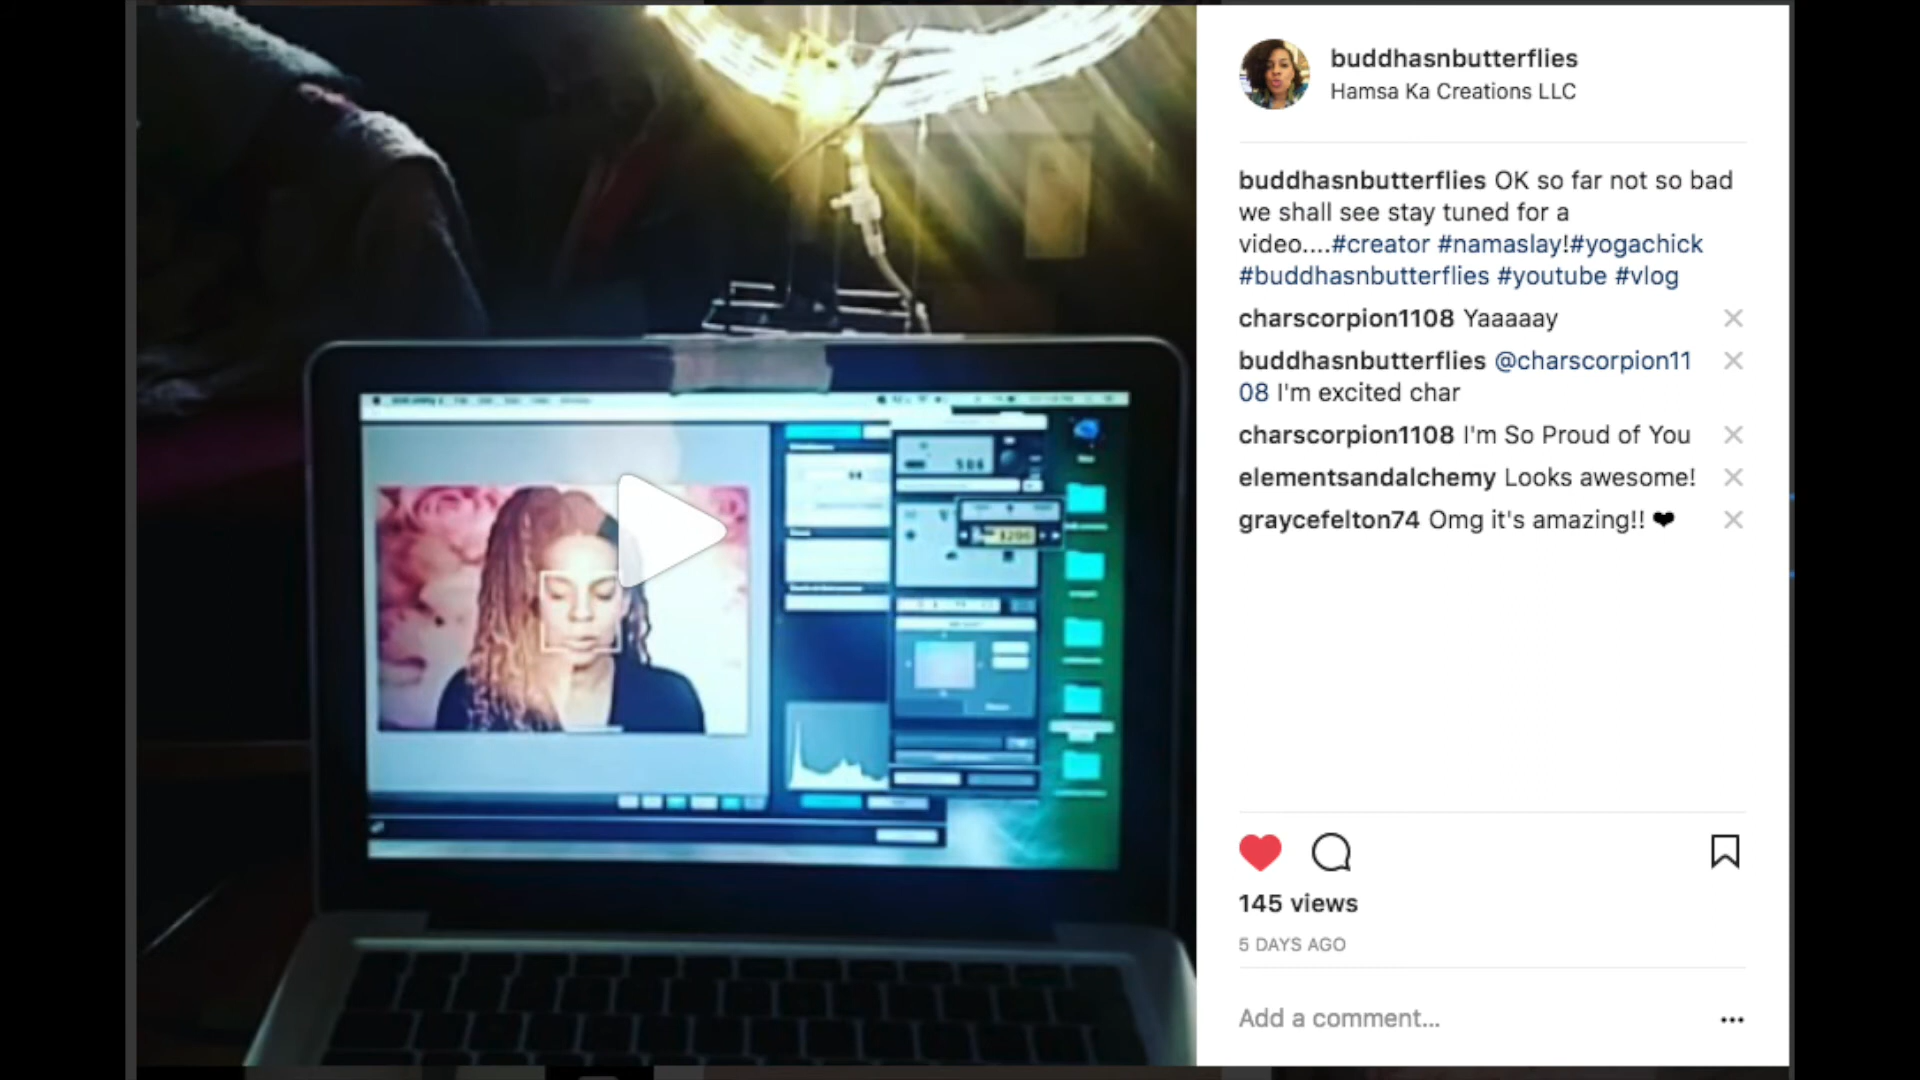 buddhasnbutterflies
Hamsa Ka Creations LLC
buddhasnbutterflies OK so far not so bad
we shall see stay tuned for a
video....#creator #namaslay!#yogachick
#buddhasnbutterflies #youtube #vlog
charscorpion1108 Yaaaaay
buddhasnbutterflies @charscorpion11
08 I'm excited char
charscorpion1108 I'm So Proud of You
elementsandalchemy Looks awesome!
graycefelton74 Omg it's amazing!! ❤
145 views
5 DAYS AGO
Add a comment...